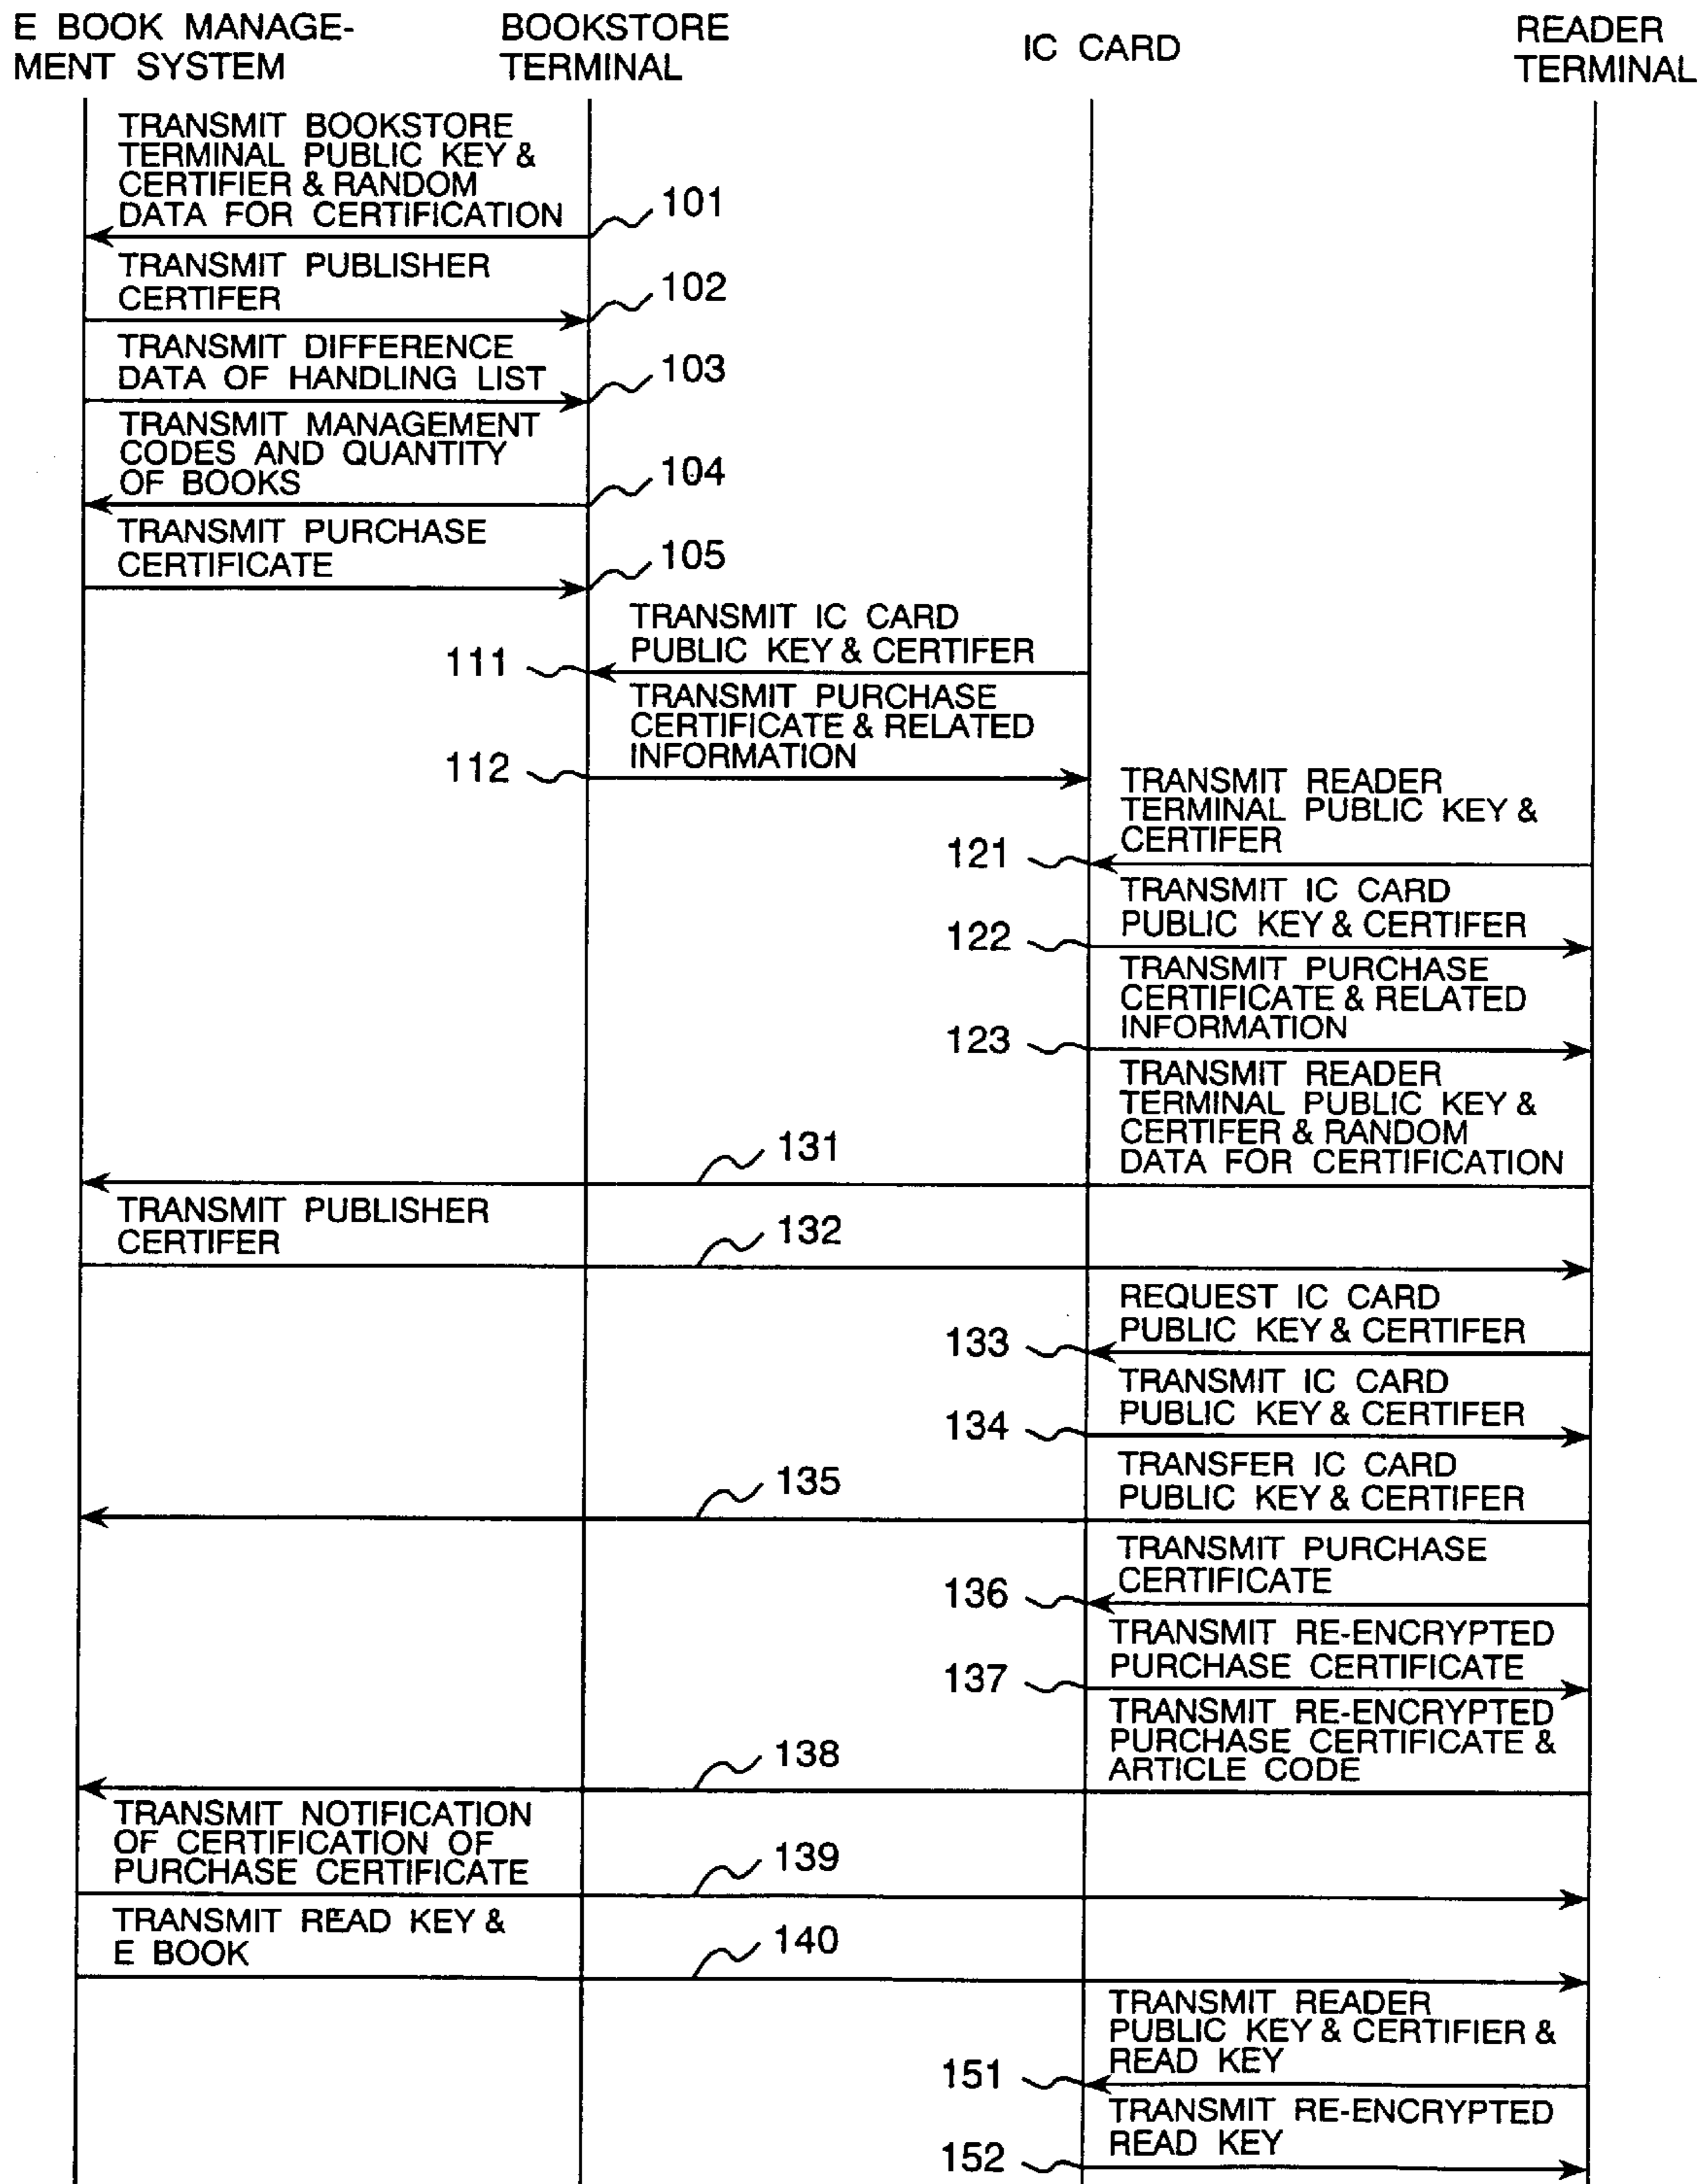 E BOOK MANAGE-
MENT SYSTEM
BOOKSTORE
TERMINAL
IC CARD
READER
TERMINAL
TRANSMIT BOOKSTORE
TERMINAL PUBLIC KEY &
CERTIFIER & RANDOM
DATA FOR CERTIFICATION
101
TRANSMIT PUBLISHER
CERTIFER
102
TRANSMIT DIFFERENCE
DATA OF HANDLING LIST
103
TRANSMIT MANAGEMENT
CODES AND QUANTITY
OF BOOKS
104
TRANSMIT PURCHASE
CERTIFICATE
105
TRANSMIT IC CARD
PUBLIC KEY & CERTIFER
111
TRANSMIT PURCHASE
CERTIFICATE & RELATED
INFORMATION
112
TRANSMIT READER
TERMINAL PUBLIC KEY &
CERTIFER
121
TRANSMIT IC CARD
PUBLIC KEY & CERTIFER
122
TRANSMIT PURCHASE
CERTIFICATE & RELATED
INFORMATION
123
TRANSMIT READER
TERMINAL PUBLIC KEY &
CERTIFER & RANDOM
DATA FOR CERTIFICATION
131
TRANSMIT PUBLISHER
CERTIFER
132
REQUEST IC CARD
PUBLIC KEY & CERTIFER
133
TRANSMIT IC CARD
PUBLIC KEY & CERTIFER
134
TRANSFER IC CARD
PUBLIC KEY & CERTIFER
135
TRANSMIT PURCHASE
CERTIFICATE
136
TRANSMIT RE-ENCRYPTED
PURCHASE CERTIFICATE
137
TRANSMIT RE-ENCRYPTED
PURCHASE CERTIFICATE &
ARTICLE CODE
138
TRANSMIT NOTIFICATION
OF CERTIFICATION OF
PURCHASE CERTIFICATE
139
TRANSMIT READ KEY &
E BOOK
140
TRANSMIT READER
PUBLIC KEY & CERTIFIER &
READ KEY
151
TRANSMIT RE-ENCRYPTED
READ KEY
152